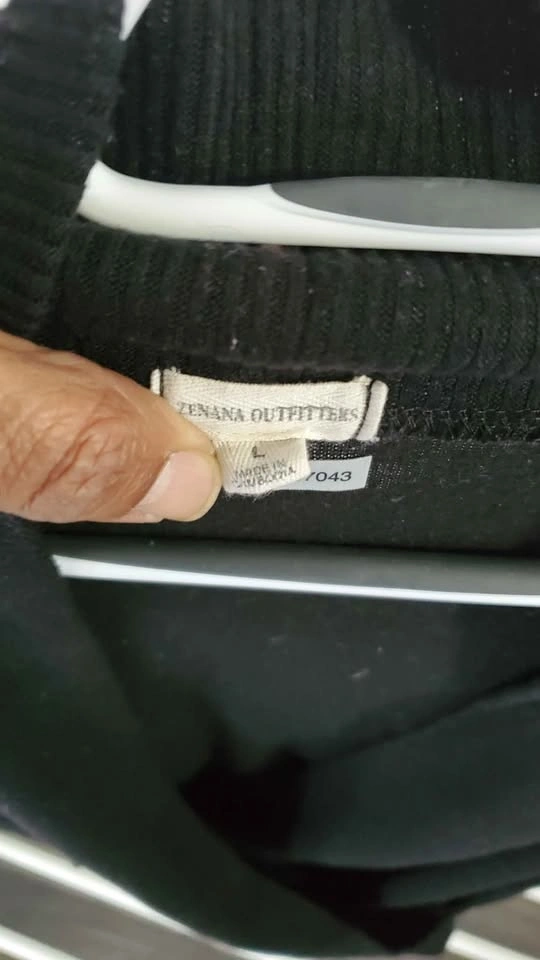 ZENANA OUTFITTERS
L
MADE IN
CAMBODIA
7043